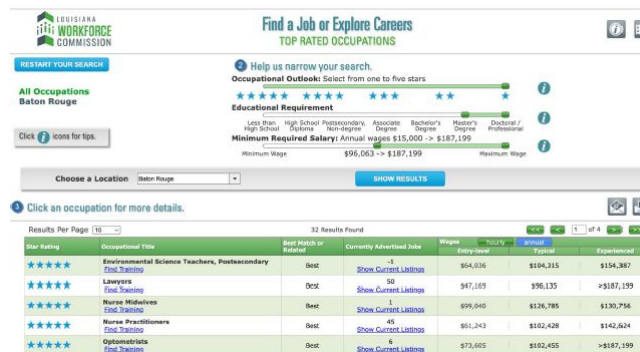 LOUISIANA
WORKFORCE
COMMISSION
Find a Job or Explore Careers
TOP RATED OCCUPATIONS
RESTART YOUR SEARCH
All Occupations
Baton Rouge
Click i icons for tips.
2 Help us narrow your search.
Occupational Outlook: Select from one to five stars
Educational Requirement
Less than High School
High School Diploma
Postsecondary, Non-degree
Associate Degree
Bachelor's Degree
Master's Degree
Doctoral / Professional
Minimum Required Salary: Annual wages $15,000 -> $187,199
Minimum Wage $96,063 -> $187,199 Maximum Wage
Choose a Location Baton Rouge SHOW RESULTS
3 Click an occupation for more details.
Results Per Page 10 32 Results Found << < 1 of 4 > >>
Star Rating Occupational Title Best Match or Related Currently Advertised Jobs Wages hourly annual
Entry-level Typical Experienced
Environmental Science Teachers, Postsecondary Best -1 $64,036 $104,315 $154,387
Find Training Show Current Listings
Lawyers Best 50 $47,169 $96,135 >$187,199
Find Training Show Current Listings
Nurse Midwives Best 1 $99,040 $126,785 $130,756
Find Training Show Current Listings
Nurse Practitioners Best 45 $61,243 $102,428 $142,624
Find Training Show Current Listings
Optometrists Best 6 $73,605 $102,455 >$187,199
Find Training Show Current Listings